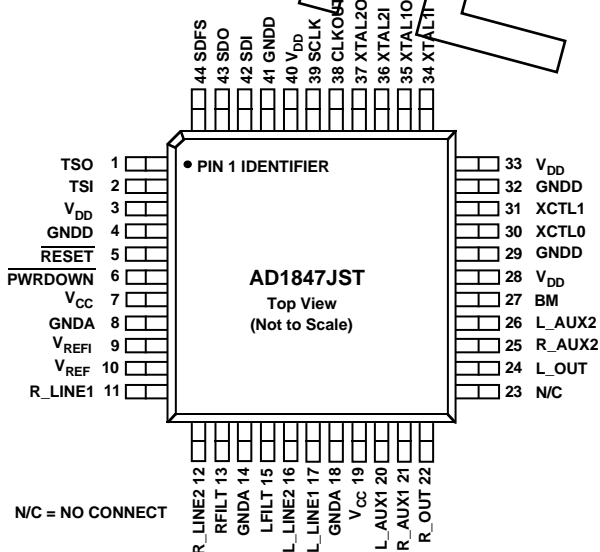 44 SDFS
43 SDO
42 SDI
41 GNDD
40 VDD
39 SCLK
38 CLKOUT
37 XTAL2O
36 XTAL2I
35 XTAL1O
34 XTAL1I
TSO 1
TSI 2
VDD 3
GNDD 4
RESET 5
PWRDOWN 6
VCC 7
GNDA 8
VREFI 9
VREF 10
R_LINE1 11
PIN 1 IDENTIFIER
AD1847JST
Top View
(Not to Scale)
33 VDD
32 GNDD
31 XCTL1
30 XCTL0
29 GNDD
28 VDD
27 BM
26 L_AUX2
25 R_AUX2
24 L_OUT
23 N/C
R_LINE2 12
RFILT 13
GNDA 14
LFILT 15
L_LINE2 16
L_LINE1 17
GNDA 18
VCC 19
L_AUX1 20
R_AUX1 21
R_OUT 22
N/C = NO CONNECT